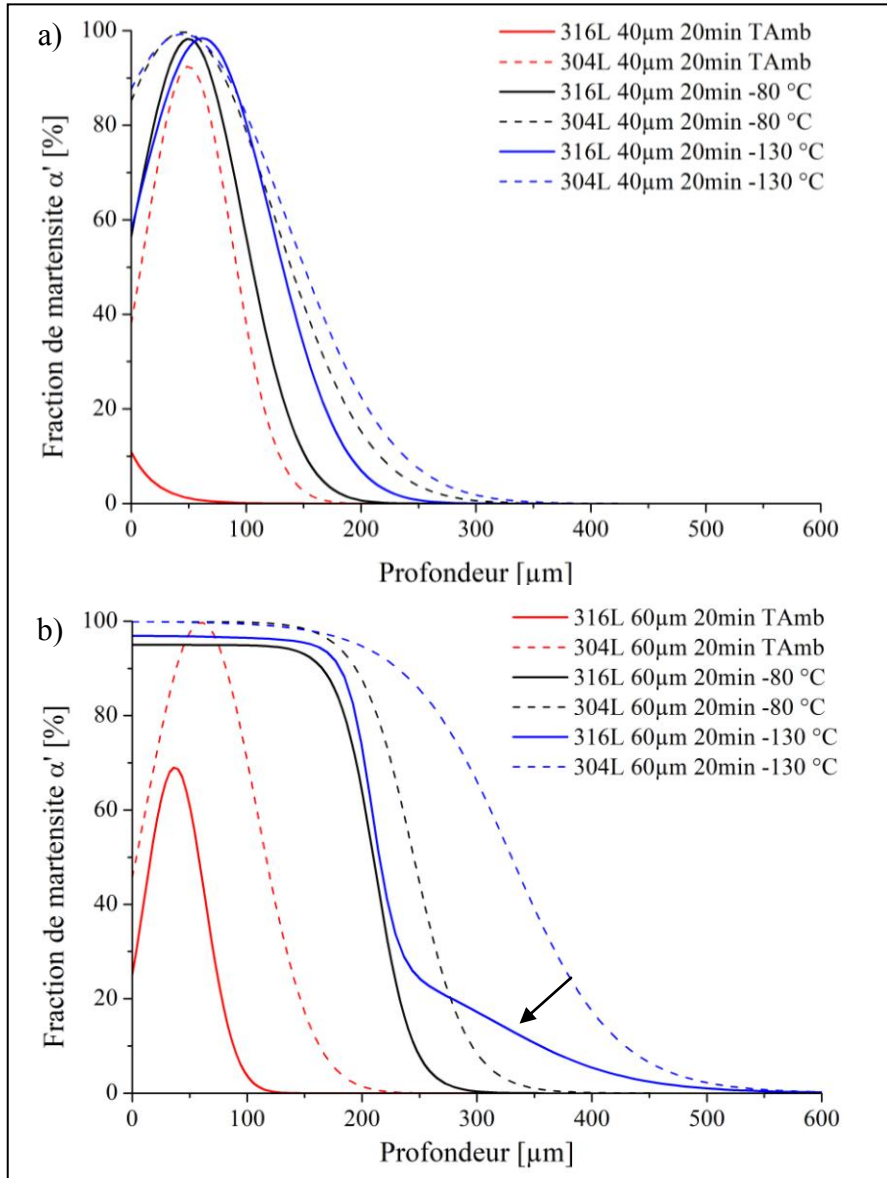 a)
316L 40µm 20min TAmb
304L 40µm 20min TAmb
316L 40µm 20min -80 °C
304L 40µm 20min -80 °C
316L 40µm 20min -130 °C
304L 40µm 20min -130 °C
Fraction de martensite α' [%]
100
80
60
40
20
0
0 100 200 300 400 500 600
Profondeur [µm]
b)
316L 60µm 20min TAmb
304L 60µm 20min TAmb
316L 60µm 20min -80 °C
304L 60µm 20min -80 °C
316L 60µm 20min -130 °C
304L 60µm 20min -130 °C
Fraction de martensite α' [%]
100
80
60
40
20
0
0 100 200 300 400 500 600
Profondeur [µm]